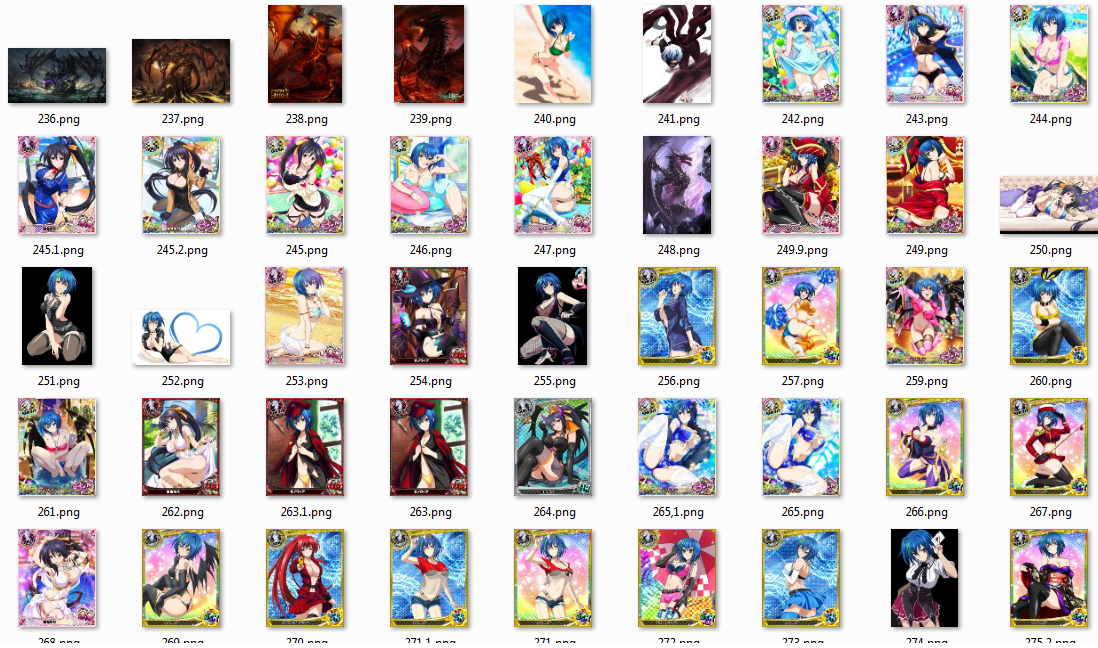 236.png 237.png 238.png 239.png 240.png 241.png 242.png 243.png 244.png
245.1.png 245.2.png 245.png 246.png 247.png 248.png 249.9.png 249.png 250.png
251.png 252.png 253.png 254.png 255.png 256.png 257.png 259.png 260.png
261.png 262.png 263.1.png 263.png 264.png 265,1.png 265.png 266.png 267.png
268.png 269.png 270.png 271.1.png 271.png 272.png 273.png 274.png 275.2.png